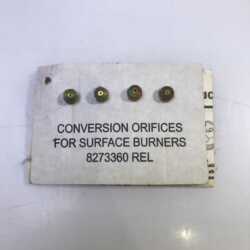 CONVERSION ORIFICES
FOR SURFACE BURNERS
8273360 REL